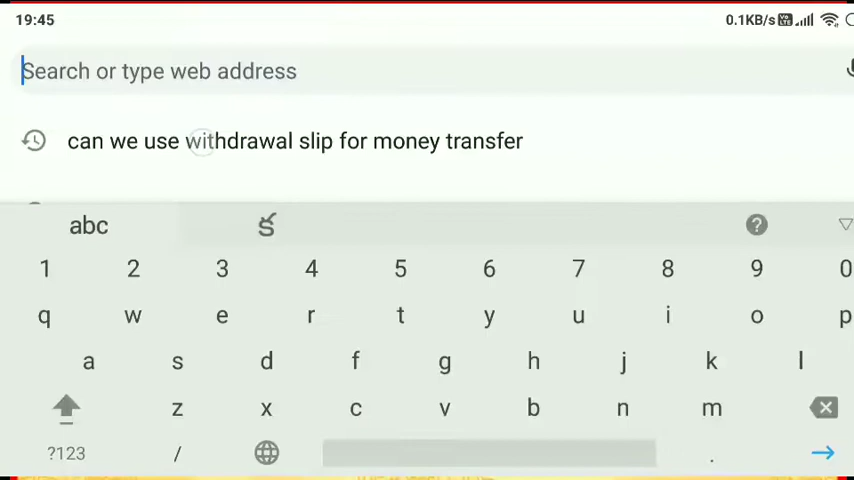 19:45 0.1KB/s
Search or type web address
can we use withdrawal slip for money transfer
abc క
1 2 3 4 5 6 7 8 9 0
q w e r t y u i o p
a s d f g h j k l
z x c v b n m
?123 / .